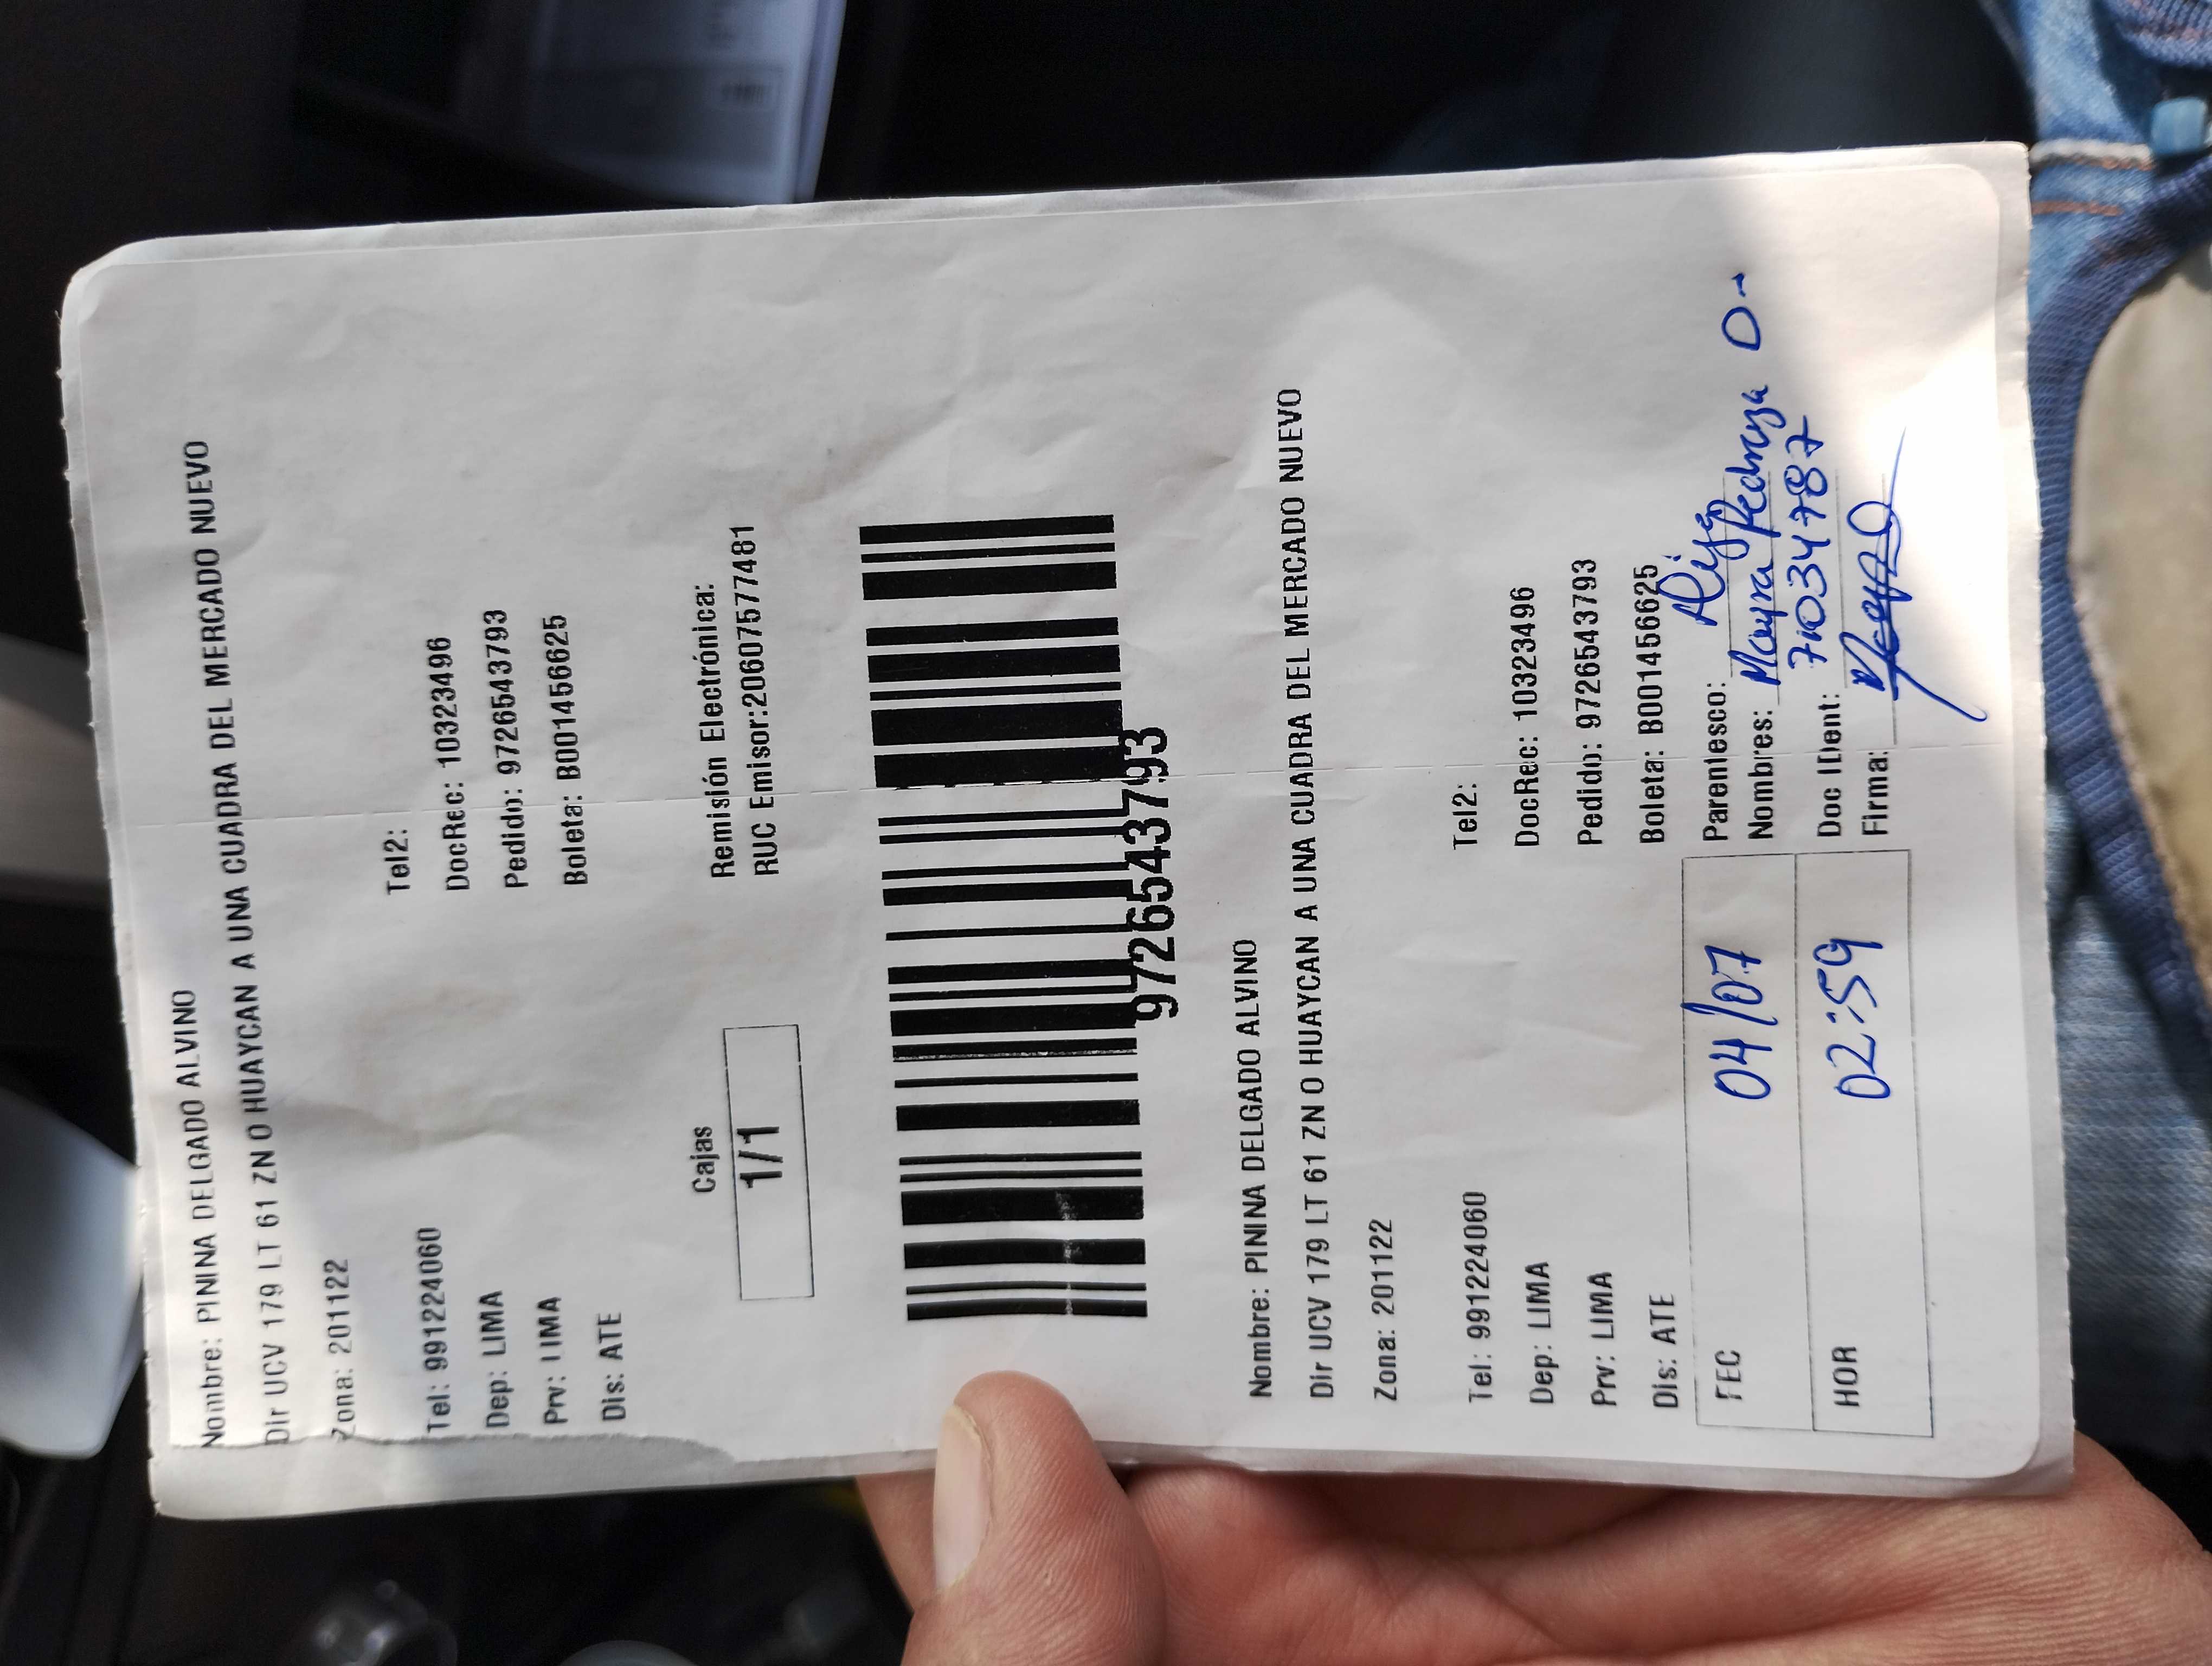 Nombre: PININA DELGADO ALVINO
Dir UCV 179 LT 61 ZN O HUAYCAN A UNA CUADRA DEL MERCADO NUEVO
Zona: 201122
Tel: 991224060 Tel2:
Dep: LIMA DocRec: 10323496
Prv: LIMA Pedido: 9726543793
Dis: ATE Boleta: B001456625
Cajas Remisión Electrónica:
1/1 RUC Emisor:20607577481
9726543793
Nombre: PININA DELGADO ALVINO
Dir UCV 179 LT 61 ZN O HUAYCAN A UNA CUADRA DEL MERCADO NUEVO
Zona: 201122
Tel: 991224060 Tel2:
Dep: LIMA DocRec: 10323496
Prv: LIMA Pedido: 9726543793
Dis: ATE Boleta: B001456625
FEC 04/07 Parentesco:
Nombres: Mayra Pedraza D..
HOR 02:59 Doc IDent: 71034787
Firma: